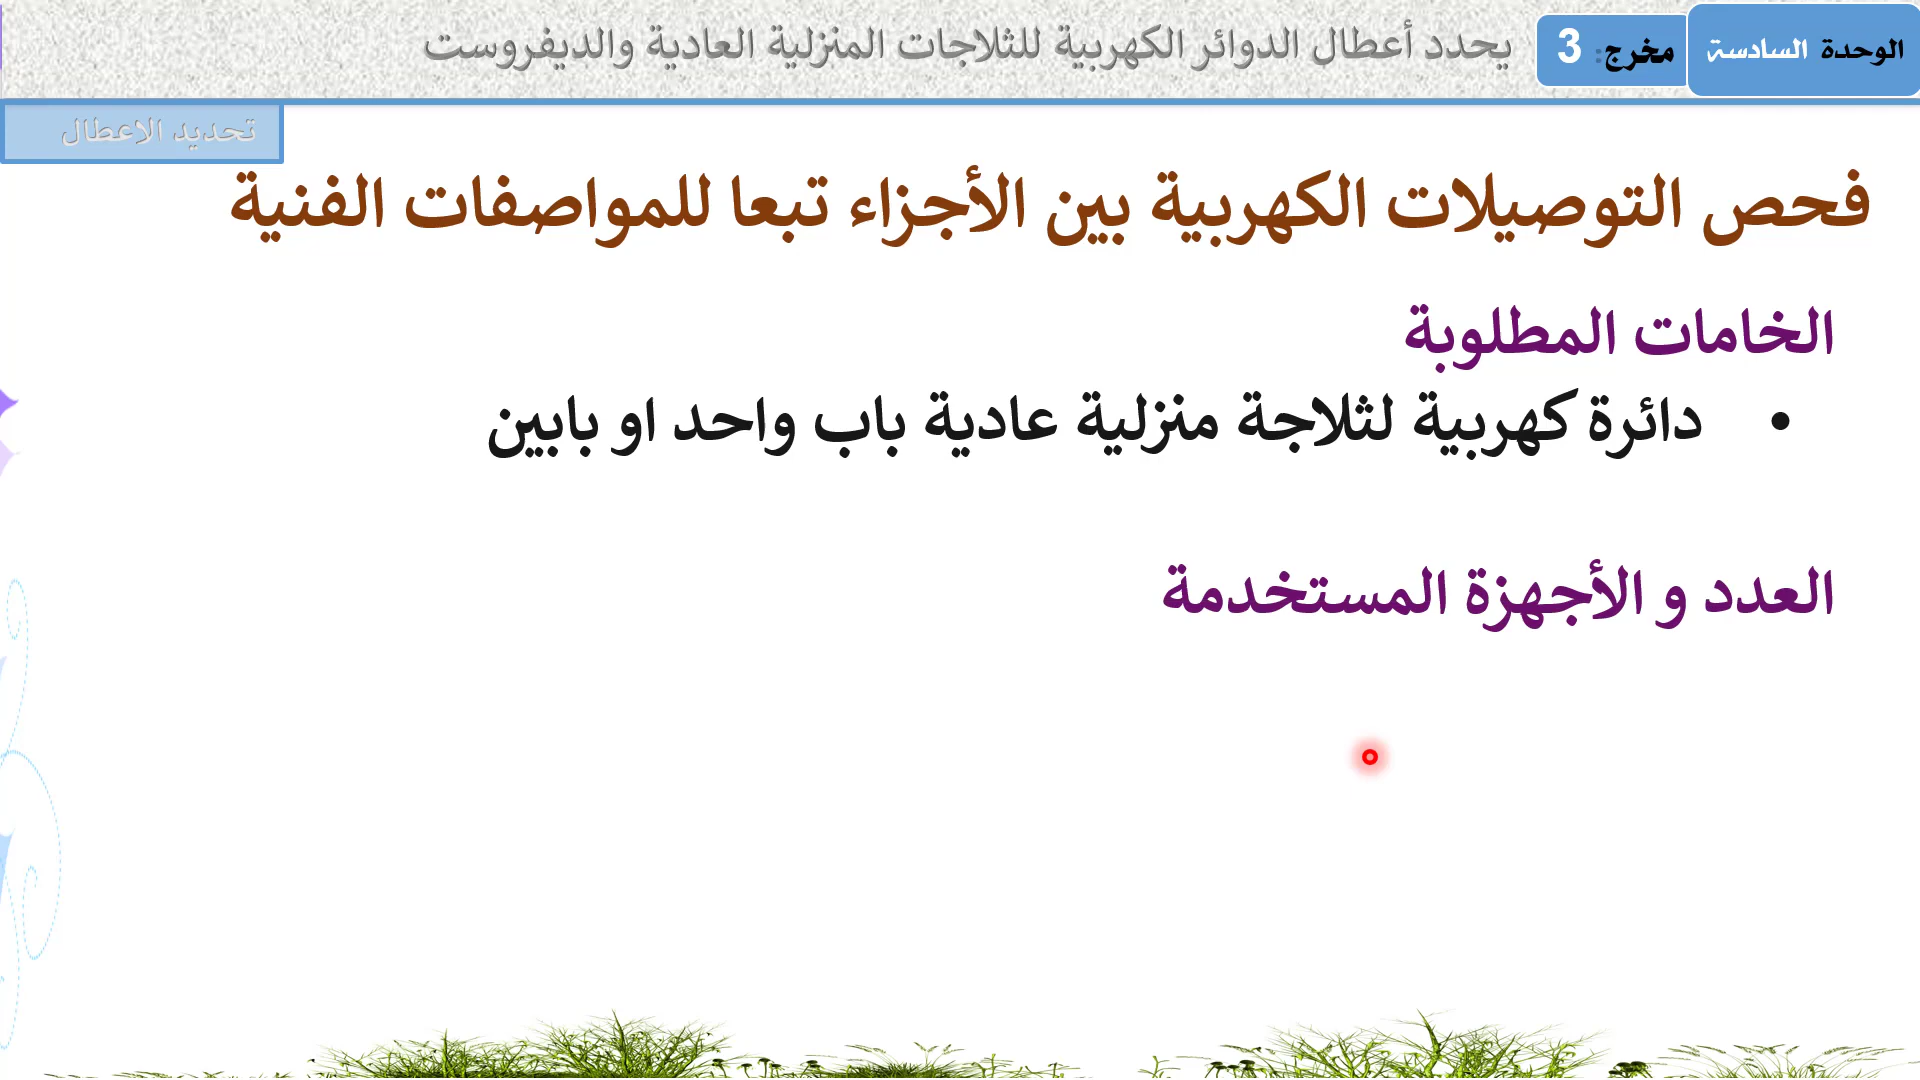 الوحدة السادسة
مخرج: 3
يحدد أعطال الدوائر الكهربية للثلاجات المنزلية العادية والديفروست
تحديد الاعطال
فحص التوصيلات الكهربية بين الأجزاء تبعا للمواصفات الفنية
الخامات المطلوبة
• دائرة كهربية لثلاجة منزلية عادية باب واحد او بابين
العدد و الأجهزة المستخدمة